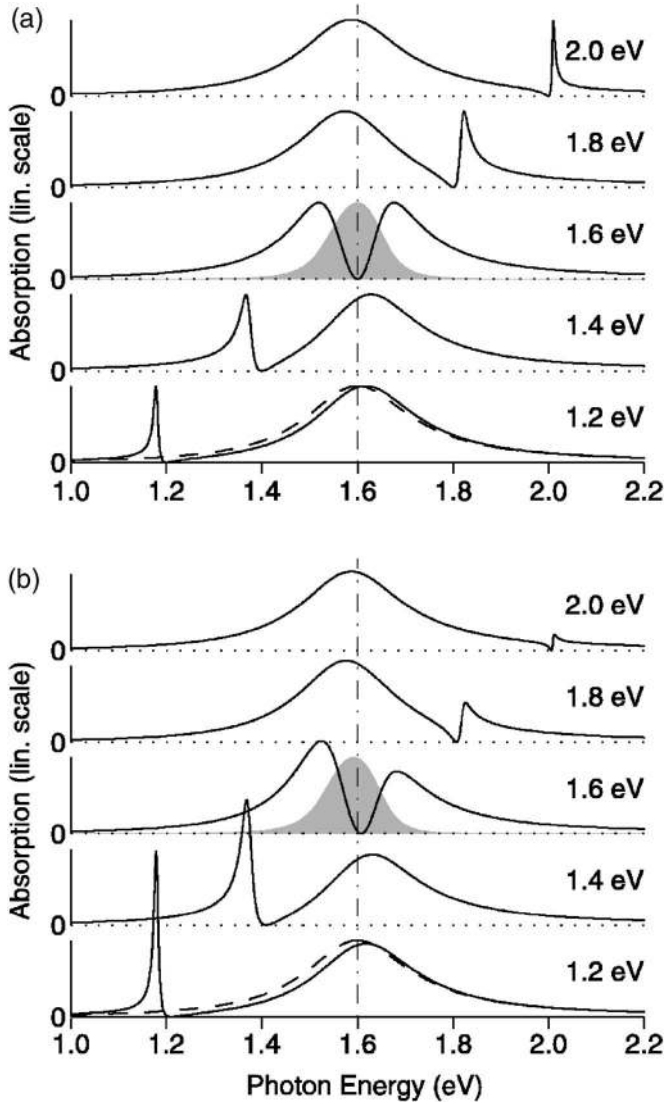 (a)
Absorption (lin. scale)
0 2.0 eV
0 1.8 eV
0 1.6 eV
0 1.4 eV
0 1.2 eV
1.0 1.2 1.4 1.6 1.8 2.0 2.2
(b)
Absorption (lin. scale)
0 2.0 eV
0 1.8 eV
0 1.6 eV
0 1.4 eV
0 1.2 eV
1.0 1.2 1.4 1.6 1.8 2.0 2.2
Photon Energy (eV)